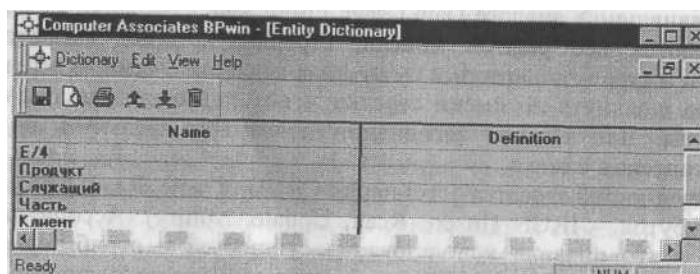 Computer Associates BPwin - [Entity Dictionary]
Dictionary Edit View Help
Name Definition
E/4
Продукт
Служащий
Часть
Клиент
Ready NUM